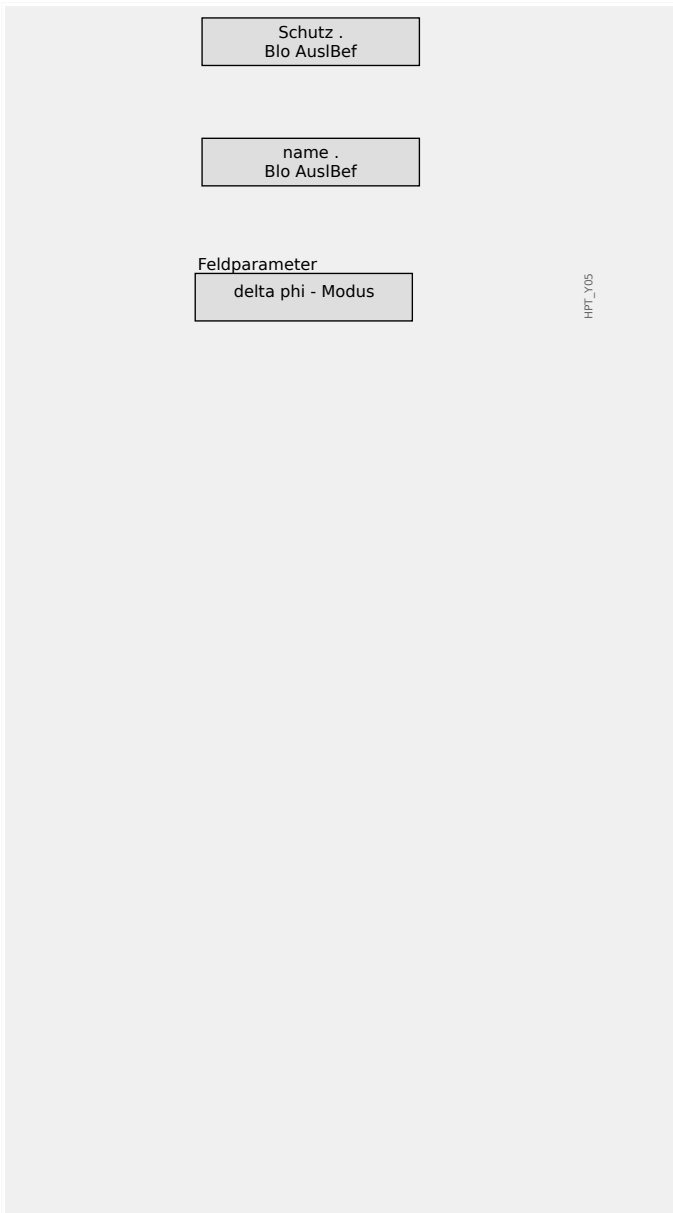 Schutz .
Blo AuslBef
name .
Blo AuslBef
Feldparameter
delta phi - Modus
HPT_Y05